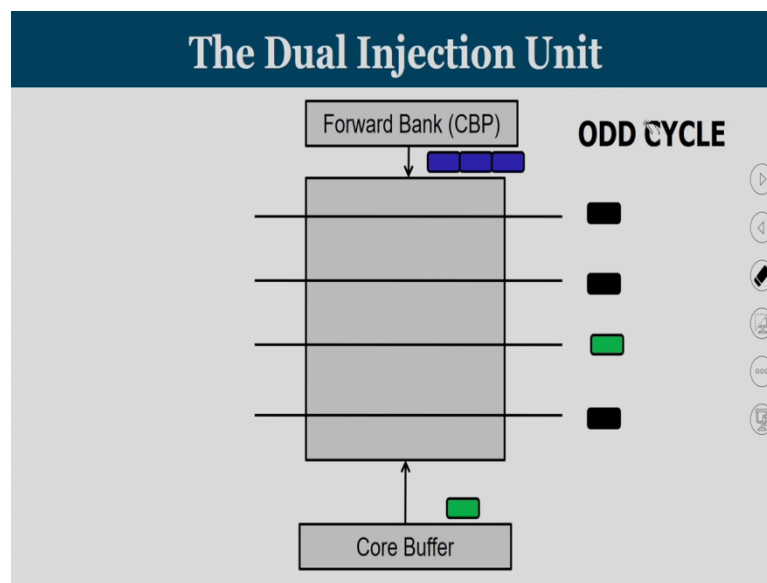 The Dual Injection Unit
Forward Bank (CBP)
ODD CYCLE
Core Buffer